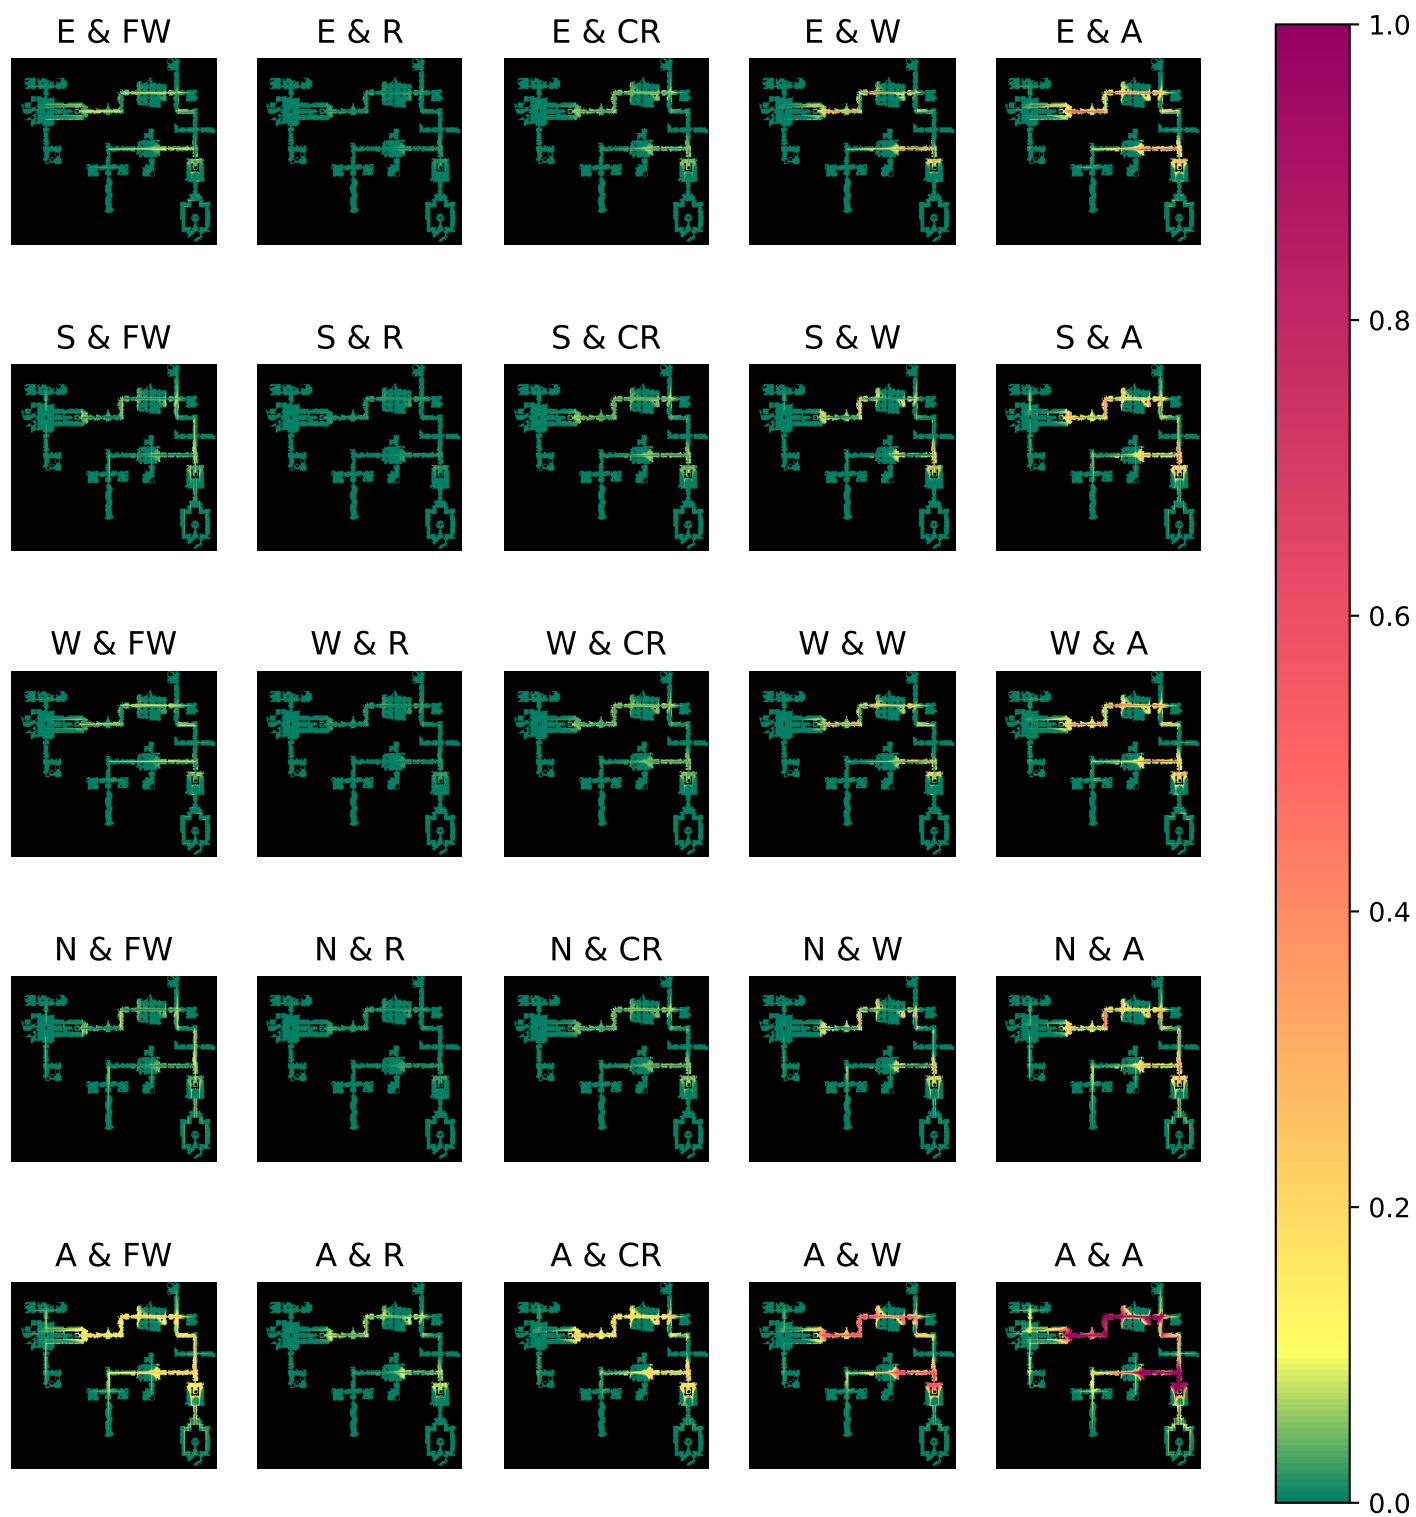 E & FW
E & R
E & CR
E & W
E & A
S & FW
S & R
S & CR
S & W
S & A
W & FW
W & R
W & CR
W & W
W & A
N & FW
N & R
N & CR
N & W
N & A
A & FW
A & R
A & CR
A & W
A & A
1.0
0.8
0.6
0.4
0.2
0.0